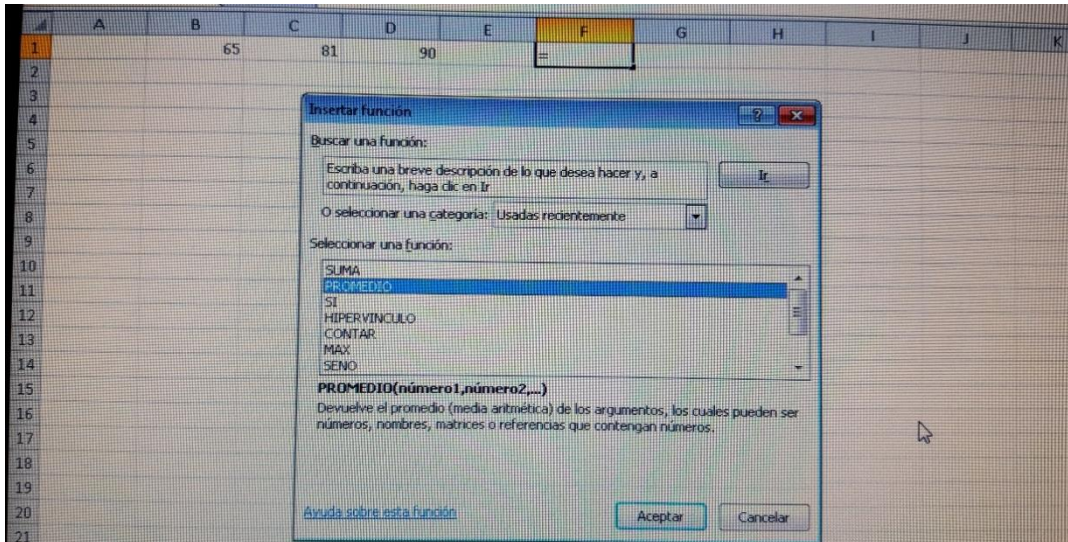 A B C D E F G H I J K
1 65 81 90 =
2
3
4
5
6
7
8
9
10
11
12
13
14
15
16
17
18
19
20
21
Insertar función
?
Buscar una función:
Escriba una breve descripción de lo que desea hacer y, a
continuación, haga clic en Ir
Ir
O seleccionar una categoría: Usadas recientemente
Seleccionar una función:
SUMA
PROMEDIO
SI
HIPERVINCULO
CONTAR
MAX
SENO
PROMEDIO(número1,número2,...)
Devuelve el promedio (media aritmética) de los argumentos, los cuales pueden ser
números, nombres, matrices o referencias que contengan números.
Ayuda sobre esta función
Aceptar
Cancelar